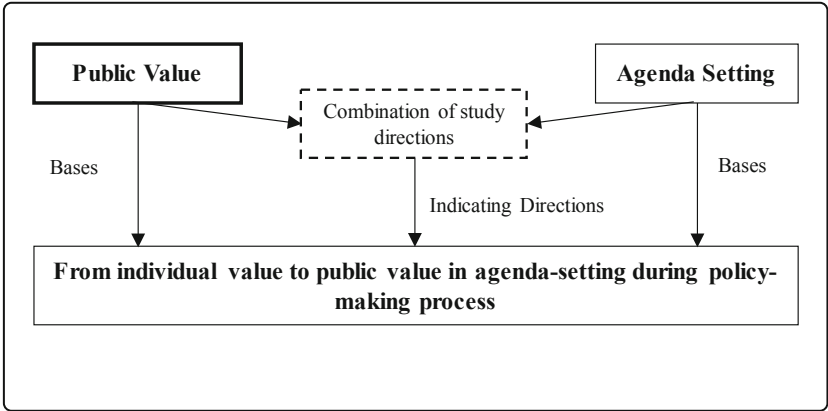 Public Value
Agenda Setting
Combination of study
directions
Bases
Bases
Indicating Directions
From individual value to public value in agenda-setting during policy-
making process